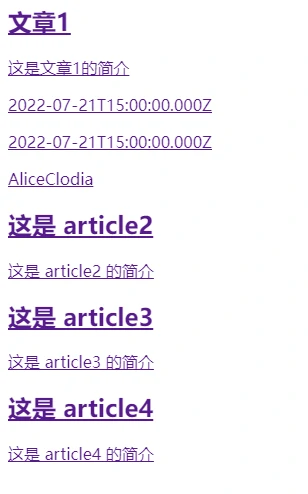 文章1
这是文章1的简介
2022-07-21T15:00:00.000Z
2022-07-21T15:00:00.000Z
AliceClodia
这是 article2
这是 article2 的简介
这是 article3
这是 article3 的简介
这是 article4
这是 article4 的简介